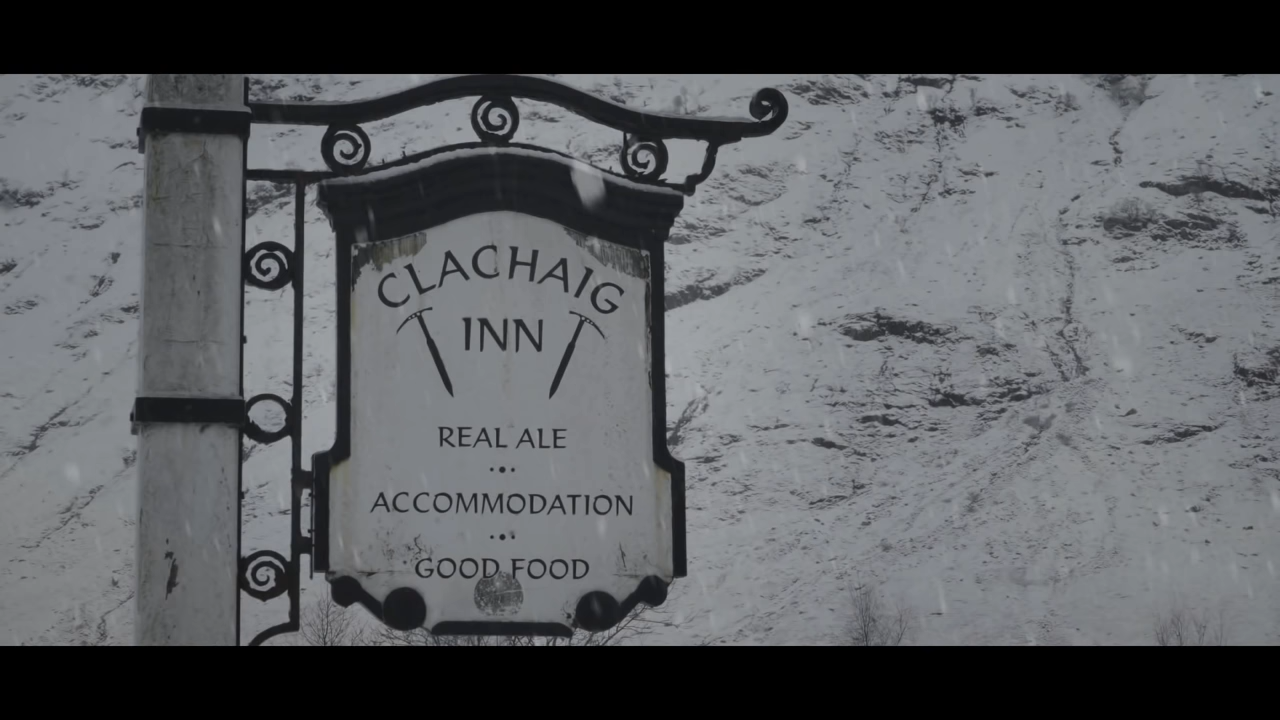 CLACHAIG
INN
REAL ALE
ACCOMMODATION
GOOD FOOD